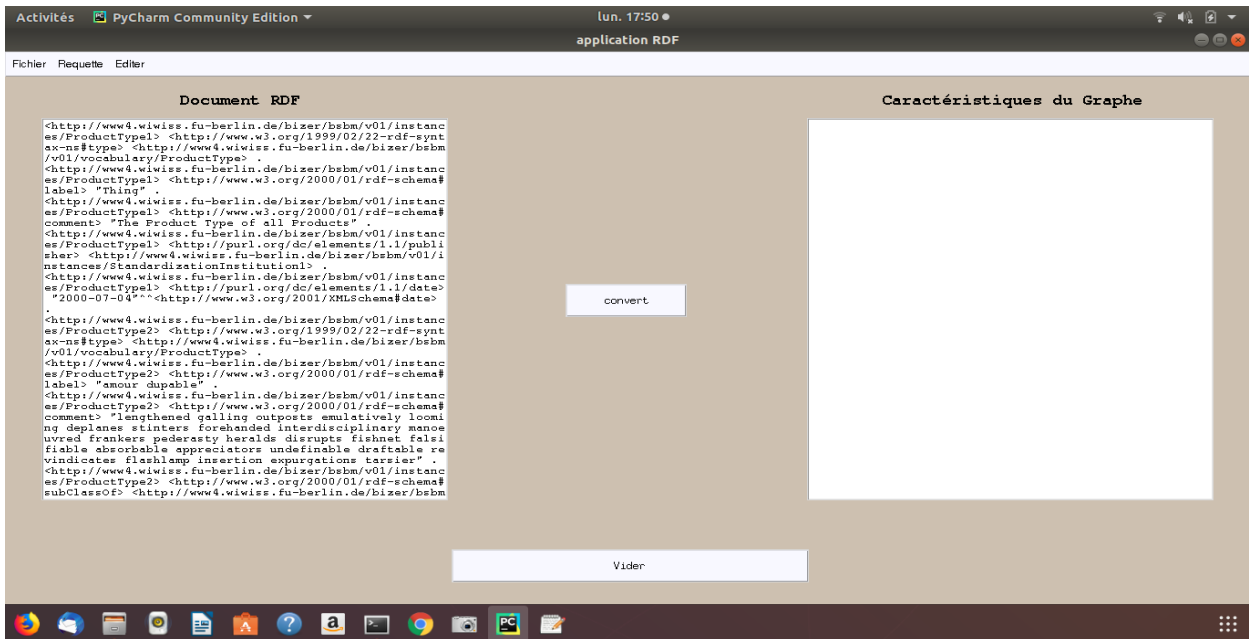 Activités PyCharm Community Edition lun. 17:50
application RDF
Fichier Requette Editer
Document RDF
<http://www4.wiwiss.fu-berlin.de/bizer/bsbm/v01/instanc
es/ProductType1> <http://www.w3.org/1999/02/22-rdf-synt
ax-ns#type> <http://www4.wiwiss.fu-berlin.de/bizer/bsbm
/v01/vocabulary/ProductType> .
<http://www4.wiwiss.fu-berlin.de/bizer/bsbm/v01/instanc
es/ProductType1> <http://www.w3.org/2000/01/rdf-schema#
label> "Thing" .
<http://www4.wiwiss.fu-berlin.de/bizer/bsbm/v01/instanc
es/ProductType1> <http://www.w3.org/2000/01/rdf-schema#
comment> "The Product Type of all Products" .
<http://www4.wiwiss.fu-berlin.de/bizer/bsbm/v01/instanc
es/ProductType1> <http://purl.org/dc/elements/1.1/publi
sher> <http://www4.wiwiss.fu-berlin.de/bizer/bsbm/v01/i
nstances/StandardizationInstitution1> .
<http://www4.wiwiss.fu-berlin.de/bizer/bsbm/v01/instanc
es/ProductType1> <http://purl.org/dc/elements/1.1/date>
"2000-07-04"^^<http://www.w3.org/2001/XMLSchema#date>
.
<http://www4.wiwiss.fu-berlin.de/bizer/bsbm/v01/instanc
es/ProductType2> <http://www.w3.org/1999/02/22-rdf-synt
ax-ns#type> <http://www4.wiwiss.fu-berlin.de/bizer/bsbm
/v01/vocabulary/ProductType> .
<http://www4.wiwiss.fu-berlin.de/bizer/bsbm/v01/instanc
es/ProductType2> <http://www.w3.org/2000/01/rdf-schema#
label> "amour dupable" .
<http://www4.wiwiss.fu-berlin.de/bizer/bsbm/v01/instanc
es/ProductType2> <http://www.w3.org/2000/01/rdf-schema#
comment> "lengthened galling outposts emulatively loomi
ng deplanes stinters forehanded interdisciplinary manoe
uvred frankers pederasty heralds disrupts fishnet falsi
fiable absorbable appreciators undefinable draftable re
vindicates flashlamp insertion expurgations tarsier" .
<http://www4.wiwiss.fu-berlin.de/bizer/bsbm/v01/instanc
es/ProductType2> <http://www.w3.org/2000/01/rdf-schema#
subClassOf> <http://www4.wiwiss.fu-berlin.de/bizer/bsbm
convert
Caractéristiques du Graphe
Vider